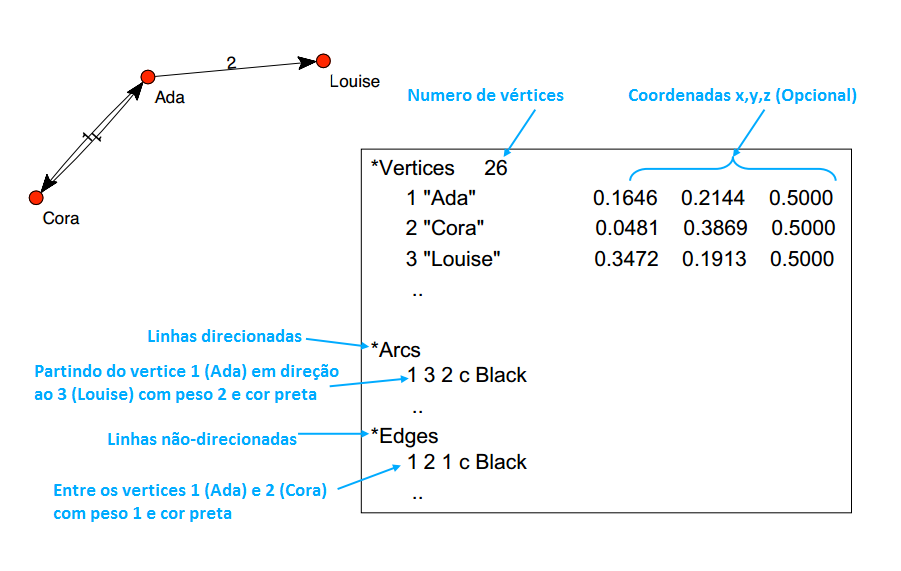 2
Louise
Ada
1 1
Cora
Numero de vértices
Coordenadas x,y,z (Opcional)
*Vertices 26
1 "Ada" 0.1646 0.2144 0.5000
2 "Cora" 0.0481 0.3869 0.5000
3 "Louise" 0.3472 0.1913 0.5000
..
Linhas direcionadas
*Arcs
Partindo do vertice 1 (Ada) em direção
ao 3 (Louise) com peso 2 e cor preta
1 3 2 c Black
..
Linhas não-direcionadas
*Edges
1 2 1 c Black
Entre os vertices 1 (Ada) e 2 (Cora)
com peso 1 e cor preta
..